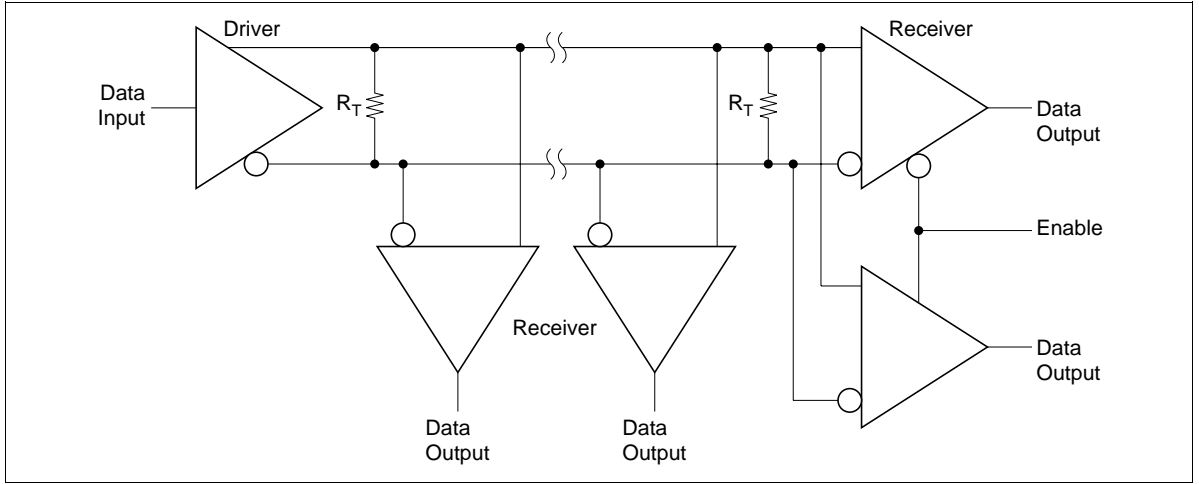 Driver
Receiver
Data
Input
R_T
R_T
Data
Output
Enable
Receiver
Data
Output
Data
Output
Data
Output